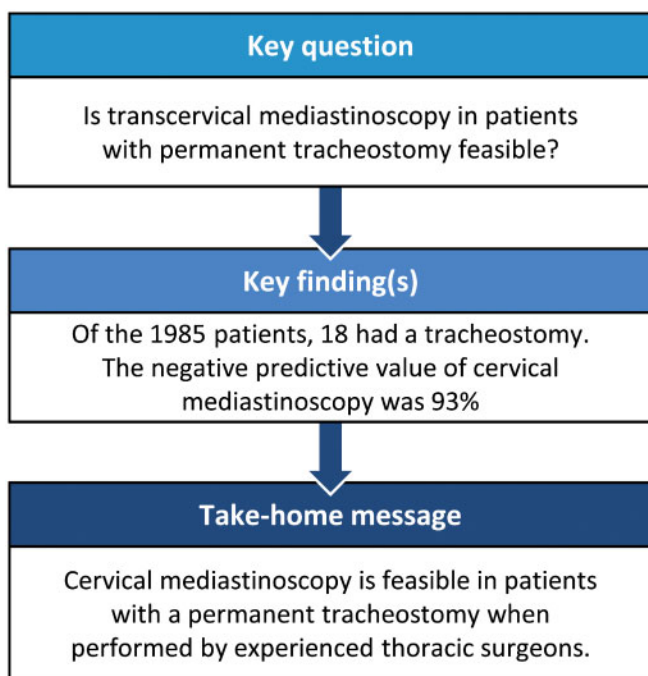 Key question
Is transcervical mediastinoscopy in patients
with permanent tracheostomy feasible?
Key finding(s)
Of the 1985 patients, 18 had a tracheostomy.
The negative predictive value of cervical
mediastinoscopy was 93%
Take-home message
Cervical mediastinoscopy is feasible in patients
with a permanent tracheostomy when
performed by experienced thoracic surgeons.